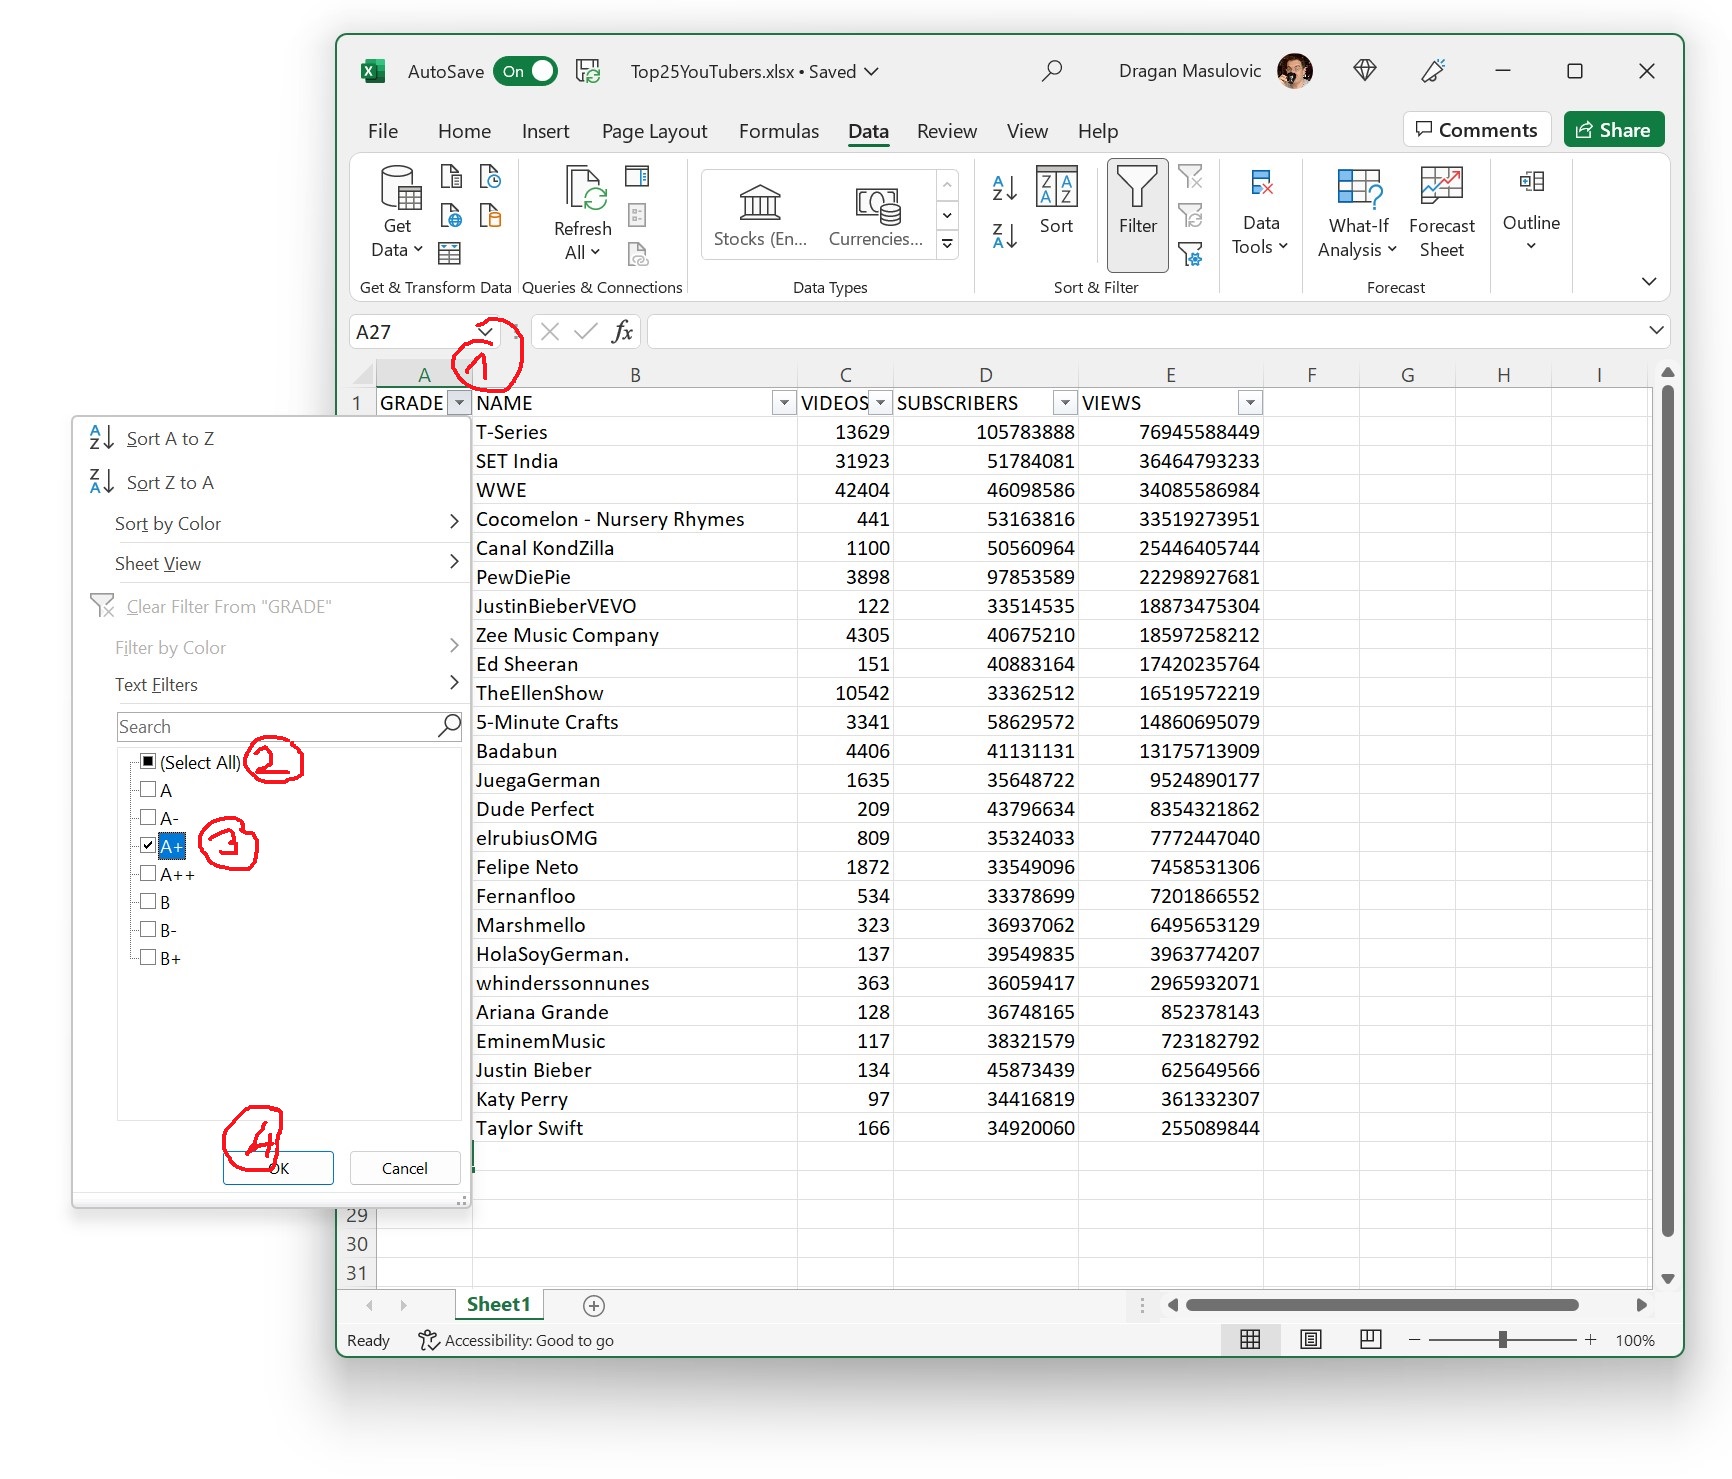 AutoSave On Top25YouTubers.xlsx • Saved Dragan Masulovic
File Home Insert Page Layout Formulas Data Review View Help Comments Share
Get Data
Refresh All
Stocks (En... Currencies...
Sort
Filter
Data Tools
What-If Analysis
Forecast Sheet
Outline
Get & Transform Data Queries & Connections Data Types Sort & Filter Forecast
A27 fx
1
A B C D E F G H I
1 GRADE NAME VIDEOS SUBSCRIBERS VIEWS
T-Series 13629 105783888 76945588449
SET India 31923 51784081 36464793233
WWE 42404 46098586 34085586984
Cocomelon - Nursery Rhymes 441 53163816 33519273951
Canal KondZilla 1100 50560964 25446405744
PewDiePie 3898 97853589 22298927681
JustinBieberVEVO 122 33514535 18873475304
Zee Music Company 4305 40675210 18597258212
Ed Sheeran 151 40883164 17420235764
TheEllenShow 10542 33362512 16519572219
5-Minute Crafts 3341 58629572 14860695079
Badabun 4406 41131131 13175713909
JuegaGerman 1635 35648722 9524890177
Dude Perfect 209 43796634 8354321862
elrubiusOMG 809 35324033 7772447040
Felipe Neto 1872 33549096 7458531306
Fernanfloo 534 33378699 7201866552
Marshmello 323 36937062 6495653129
HolaSoyGerman. 137 39549835 3963774207
whinderssonnunes 363 36059417 2965932071
Ariana Grande 128 36748165 852378143
EminemMusic 117 38321579 723182792
Justin Bieber 134 45873439 625649566
Katy Perry 97 34416819 361332307
Taylor Swift 166 34920060 255089844
Sort A to Z
Sort Z to A
Sort by Color
Sheet View
Clear Filter From "GRADE"
Filter by Color
Text Filters
Search
(Select All) 2
A
A-
A+ 3
A++
B
B-
B+
4
OK Cancel
29
30
31
Sheet1
Ready Accessibility: Good to go 100%